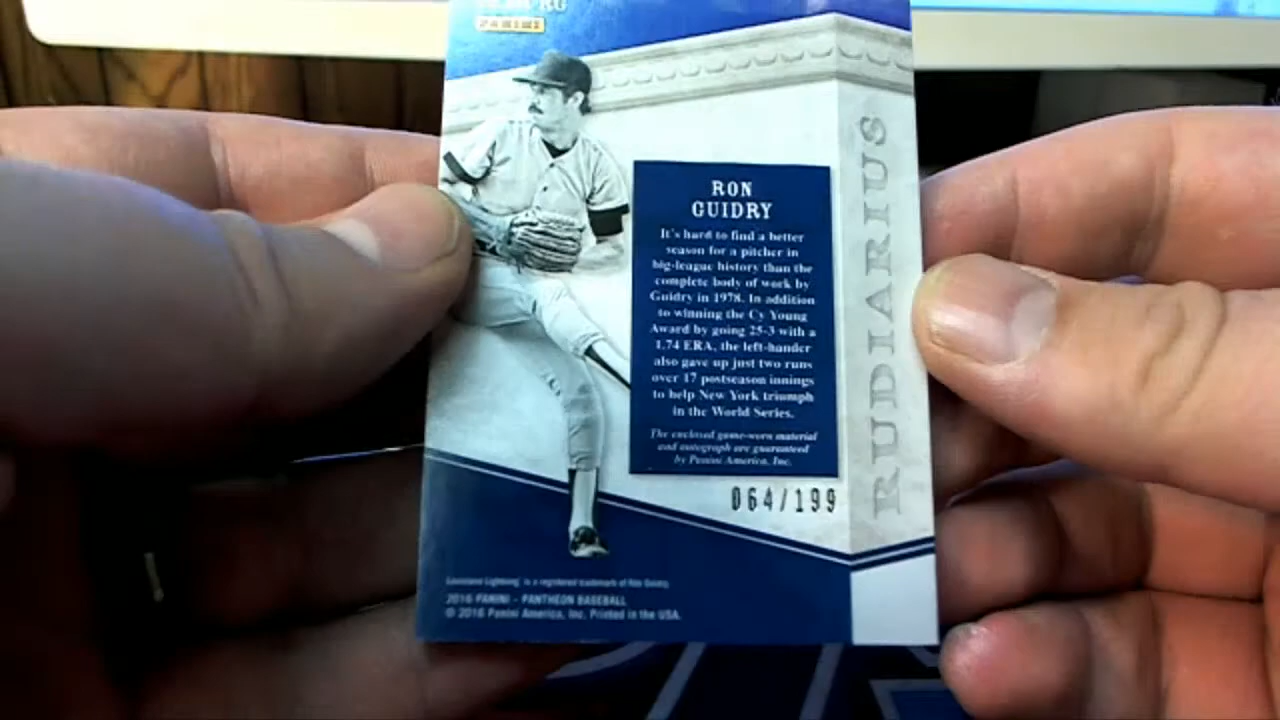 RG
PANINI
RON
GUIDRY
It's hard to find a better
season for a pitcher in
big-league history than the
complete body of work by
Guidry in 1978. In addition
to winning the Cy Young
Award by going 25-3 with a
1.74 ERA, the left-hander
also gave up just two runs
over 17 postseason innings
to help New York triumph
in the World Series.
The enclosed game-worn material
and autograph are guaranteed
by Panini America, Inc.
064/199
RUDIARIUS
Louisiana Lightning is a registered trademark of Ron Guidry.
2016 PANINI - PANTHEON BASEBALL
© 2016 Panini America, Inc. Printed in the USA.